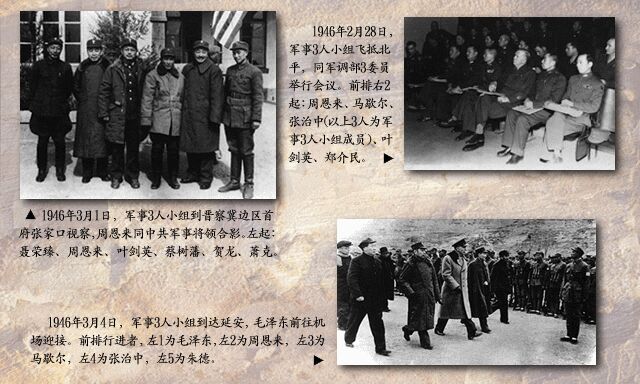 1946年2月28日，
军事3人小组飞抵北
平，同军调部3委员
举行会议。前排右2
起：周恩来、马歇尔、
张治中(以上3人为军
事3人小组成员)、叶
剑英、郑介民。 ▶
▲ 1946年3月1日，军事3人小组到晋察冀边区首
府张家口视察，周恩来同中共军事将领合影。左起：
聂荣臻、周恩来、叶剑英、蔡树藩、贺龙、萧克。
1946年3月4日，军事3人小组到达延安，毛泽东前往机
场迎接。前排行进者，左1为毛泽东，左2为周恩来，左3为
马歇尔，左4为张治中，左5为朱德。 ▶